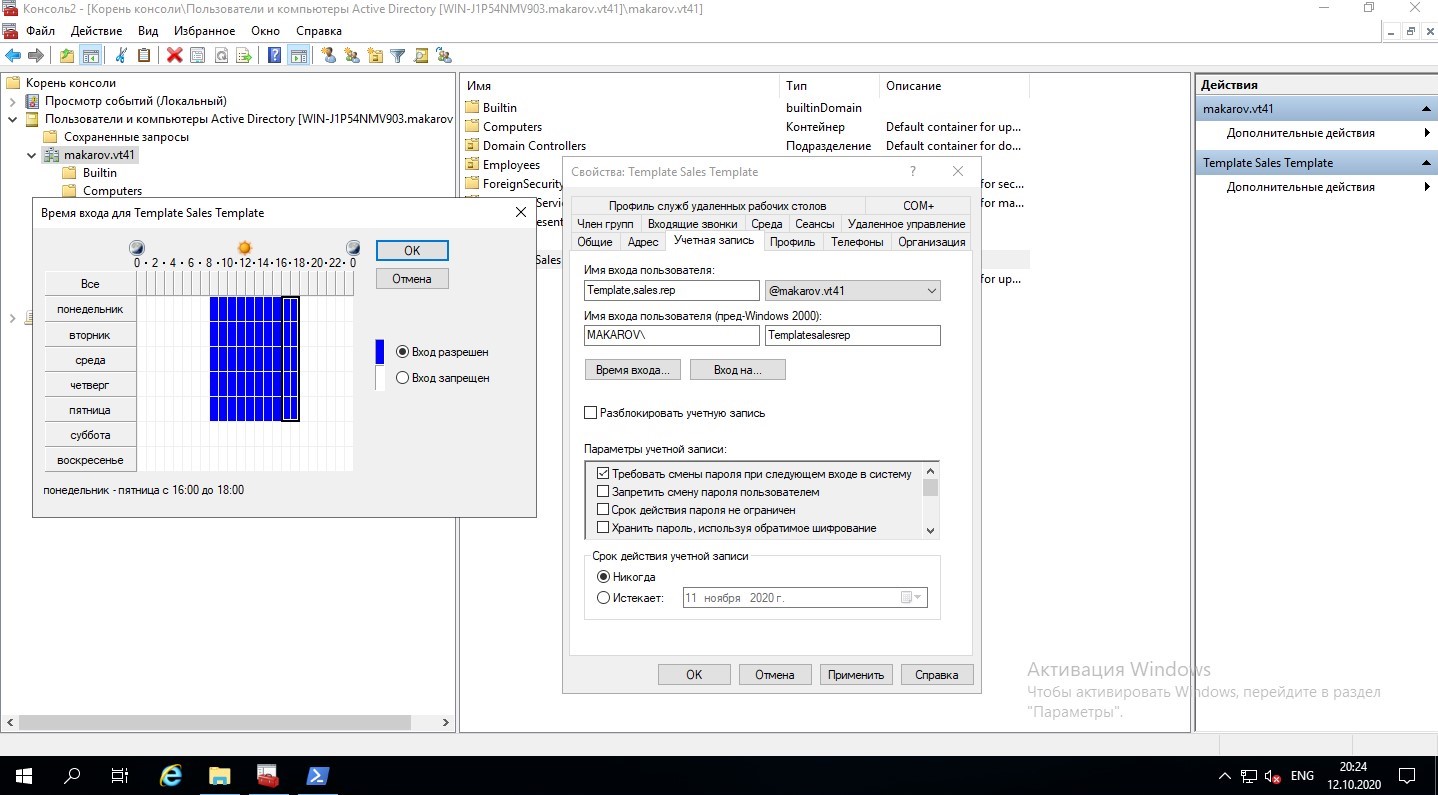 Консоль2 - [Корень консоли\Пользователи и компьютеры Active Directory [WIN-J1P54NMV903.makarov.vt41]\makarov.vt41]
Файл Действие Вид Избранное Окно Справка
Корень консоли
Просмотр событий (Локальный)
Пользователи и компьютеры Active Directory [WIN-J1P54NMV903.makarov
Сохраненные запросы
makarov.vt41
Builtin
Computers
Имя Тип Описание
Builtin builtinDomain
Computers Контейнер Default container for up...
Domain Controllers Подразделение Default container for do...
Employees
ForeignSecurity for sec...
for ma...
Sales
for up...
Действия
makarov.vt41
Дополнительные действия
Template Sales Template
Дополнительные действия
Время входа для Template Sales Template
0 • 2 • 4 • 6 • 8 • 10 • 12 • 14 • 16 • 18 • 20 • 22 • 0
Все
понедельник
вторник
среда
четверг
пятница
суббота
воскресенье
OK
Отмена
Вход разрешен
Вход запрещен
понедельник - пятница с 16:00 до 18:00
Свойства: Template Sales Template
Профиль служб удаленных рабочих столов COM+
Член групп Входящие звонки Среда Сеансы Удаленное управление
Общие Адрес Учетная запись Профиль Телефоны Организация
Имя входа пользователя:
Template,sales.rep @makarov.vt41
Имя входа пользователя (пред-Windows 2000):
MAKAROV\ Templatesalesrep
Время входа... Вход на...
Разблокировать учетную запись
Параметры учетной записи:
Требовать смены пароля при следующем входе в систему
Запретить смену пароля пользователем
Срок действия пароля не ограничен
Хранить пароль, используя обратимое шифрование
Срок действия учетной записи
Никогда
Истекает: 11 ноября 2020 г.
OK Отмена Применить Справка
Активация Windows
Чтобы активировать Windows, перейдите в раздел
"Параметры".
ENG
20:24
12.10.2020